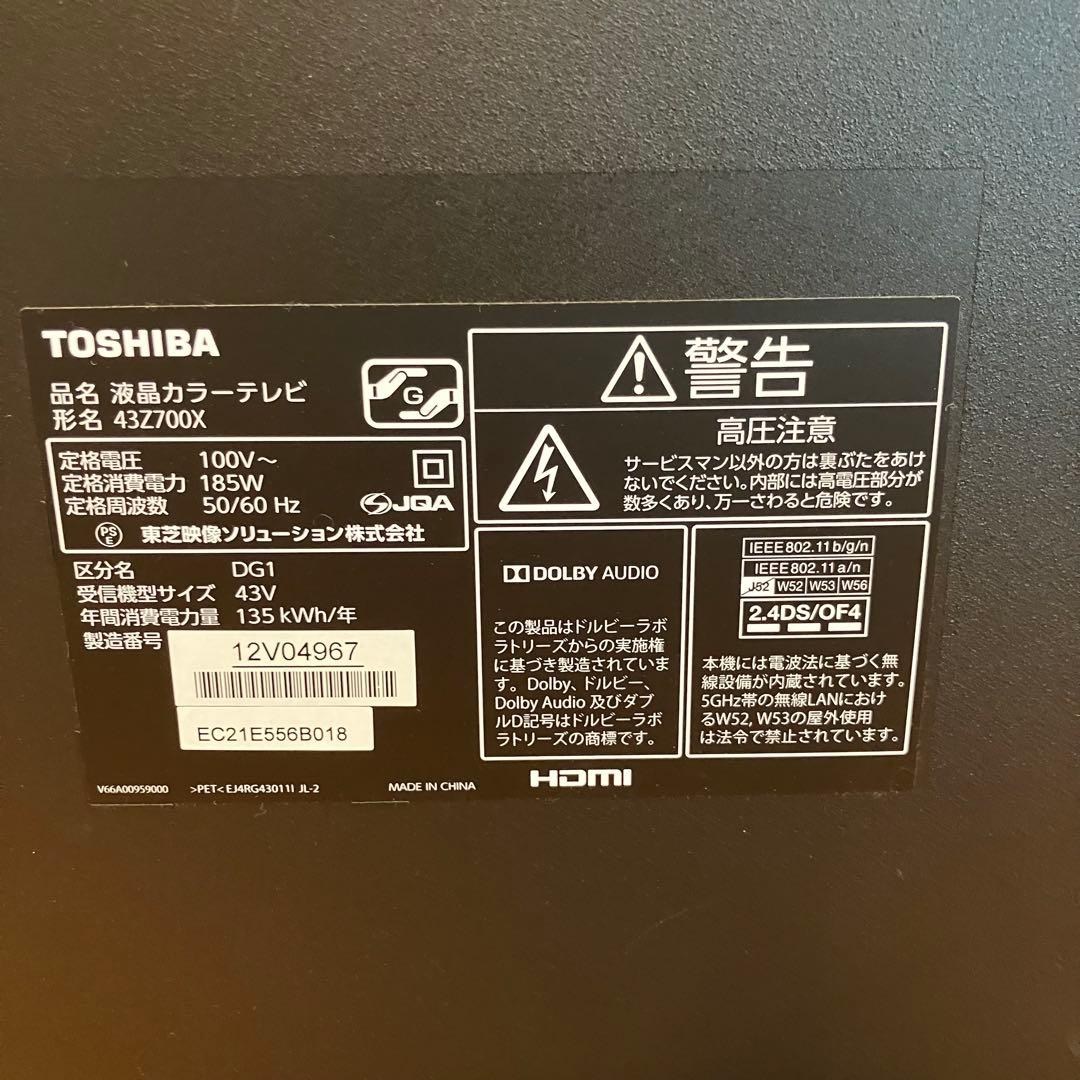 TOSHIBA
品名 液晶カラーテレビ
形名 43Z700X
G
定格電圧 100V～
定格消費電力 185W
定格周波数 50/60 Hz
JQA
PS
E
東芝映像ソリューション株式会社
区分名 DG1
受信機型サイズ 43V
年間消費電力量 135 kWh/年
製造番号
12V04967
EC21E556B018
V66A00959000 >PET< EJ4RG43011I JL-2 MADE IN CHINA
警告
高圧注意
サービスマン以外の方は裏ぶたをあけ
ないでください。内部には高電圧部分が
数多くあり、万一さわると危険です。
DOLBY AUDIO
この製品はドルビーラボ
ラトリーズからの実施権
に基づき製造されていま
す。Dolby、ドルビー、
Dolby Audio 及びダブ
ルD記号はドルビーラボ
ラトリーズの商標です。
IEEE802.11b/g/n
IEEE802.11a/n
J52 W52 W53 W56
2.4DS/OF4
本機には電波法に基づく無
線設備が内蔵されています。
5GHz帯の無線LANにおけ
るW52, W53の屋外使用
は法令で禁止されています。
HDMI